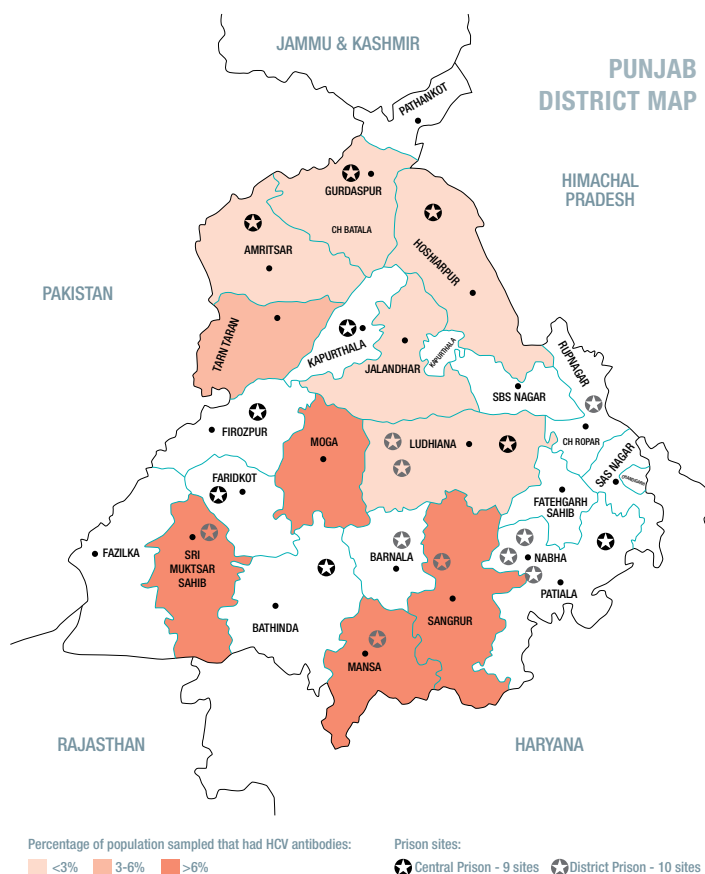 JAMMU & KASHMIR
PUNJAB
DISTRICT MAP
PATHANKOT
HIMACHAL
PRADESH
GURDASPUR
CH BATALA
AMRITSAR
HOSHIARPUR
PAKISTAN
TARN TARAN
KAPURTHALA
KAPURTHALA
JALANDHAR
RUPNAGAR
SBS NAGAR
FIROZPUR
MOGA
LUDHIANA
CH ROPAR
SAS NAGAR
CHANDIGARH
FARIDKOT
FATEHGARH
SAHIB
FAZILKA
SRI
MUKTSAR
SAHIB
BARNALA
NABHA
PATIALA
BATHINDA
SANGRUR
MANSA
RAJASTHAN
HARYANA
Percentage of population sampled that had HCV antibodies:
<3% 3-6% >6%
Prison sites:
Central Prison - 9 sites District Prison - 10 sites